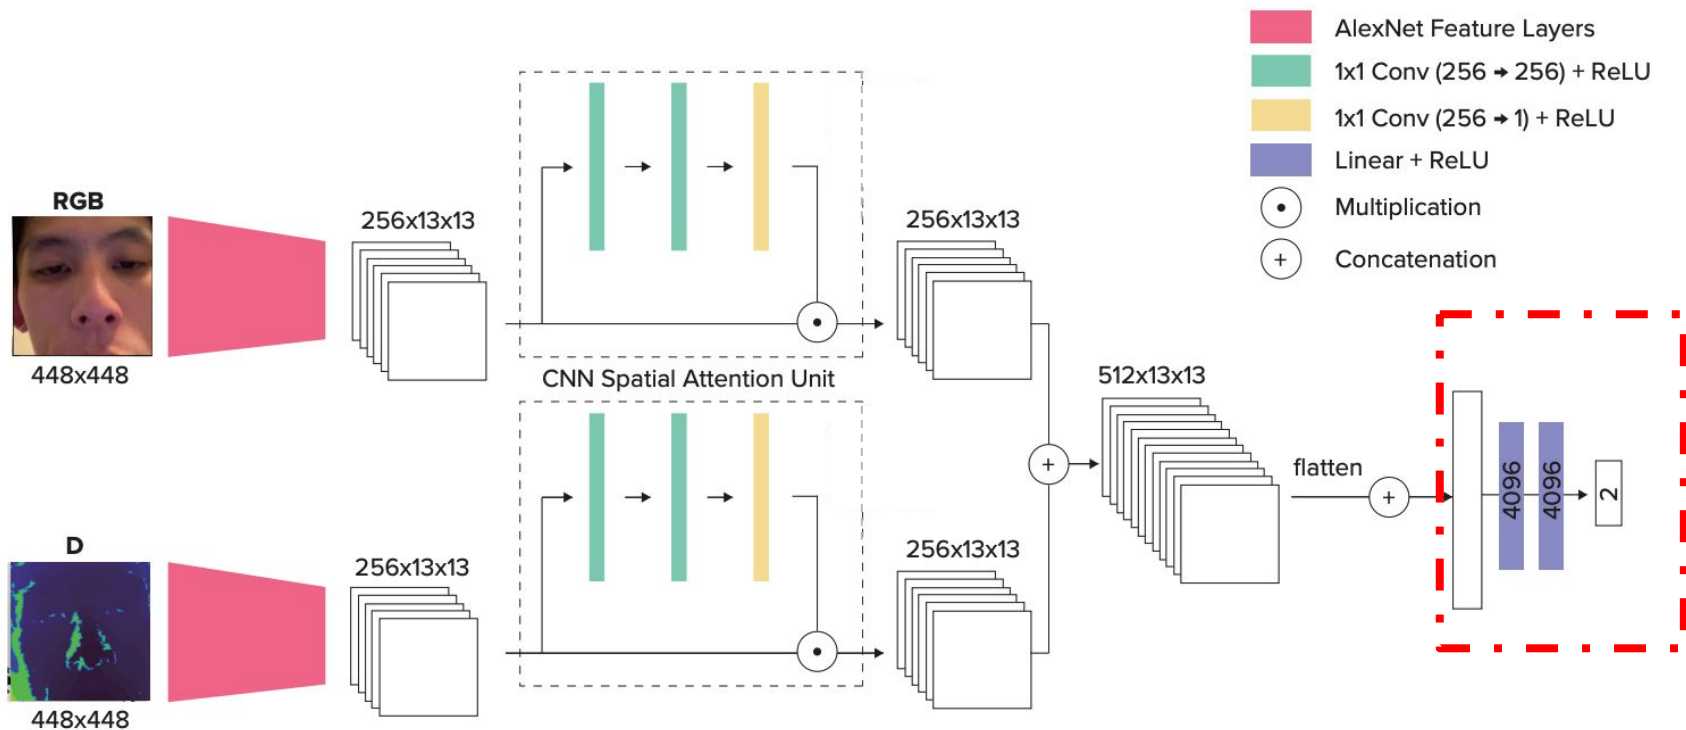 AlexNet Feature Layers
1x1 Conv (256 → 256) + ReLU
1x1 Conv (256 → 1) + ReLU
Linear + ReLU
Multiplication
+ Concatenation
RGB
448x448
256x13x13
256x13x13
CNN Spatial Attention Unit
D
448x448
256x13x13
256x13x13
+
512x13x13
flatten
+
4096
4096
2